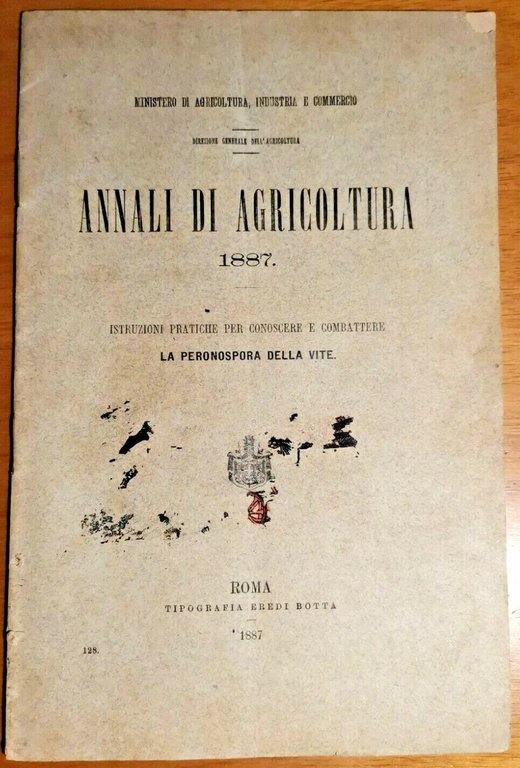 MINISTERO DI AGRICOLTURA, INDUSTRIA E COMMERCIO
DIREZIONE GENERALE DELL'AGRICOLTURA
ANNALI DI AGRICOLTURA
1887.
ISTRUZIONI PRATICHE PER CONOSCERE E COMBATTERE
LA PERONOSPORA DELLA VITE.
ROMA
TIPOGRAFIA EREDI BOTTA
1887
128.